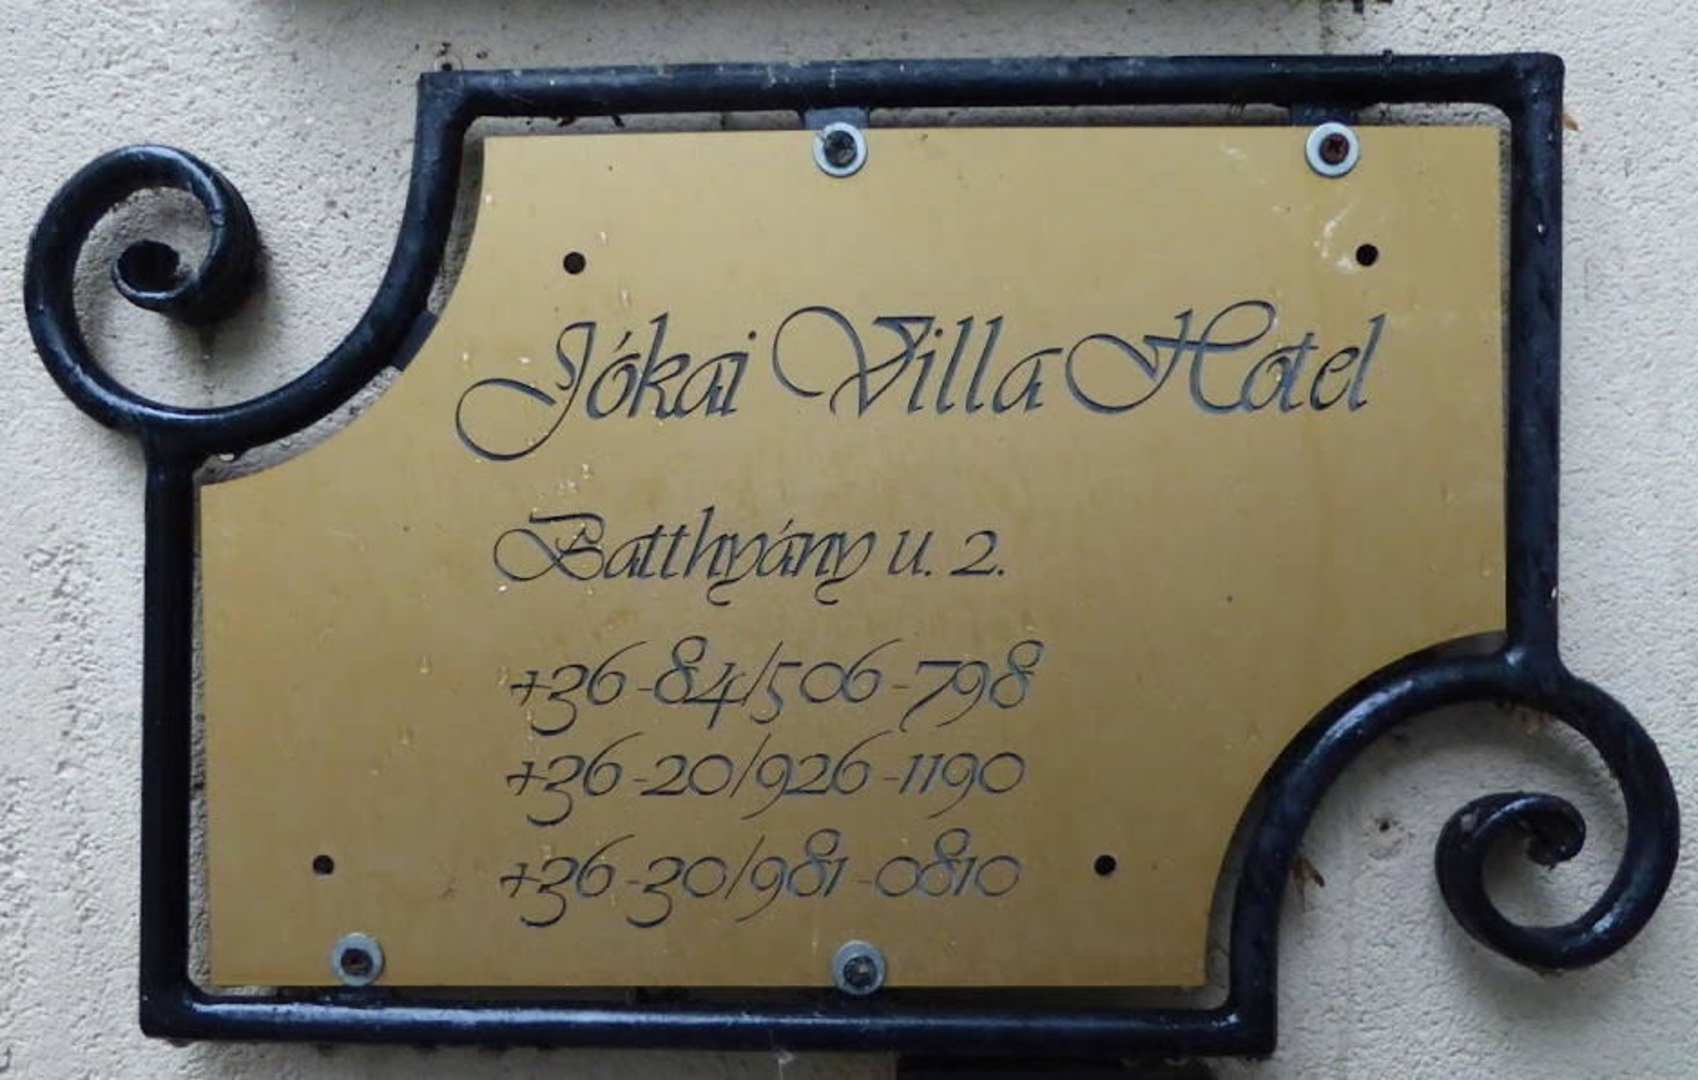 Jókai Villa Hotel
Batthyány u. 2.
+36-84/506-798
+36-20/926-1190
+36-30/981-0810